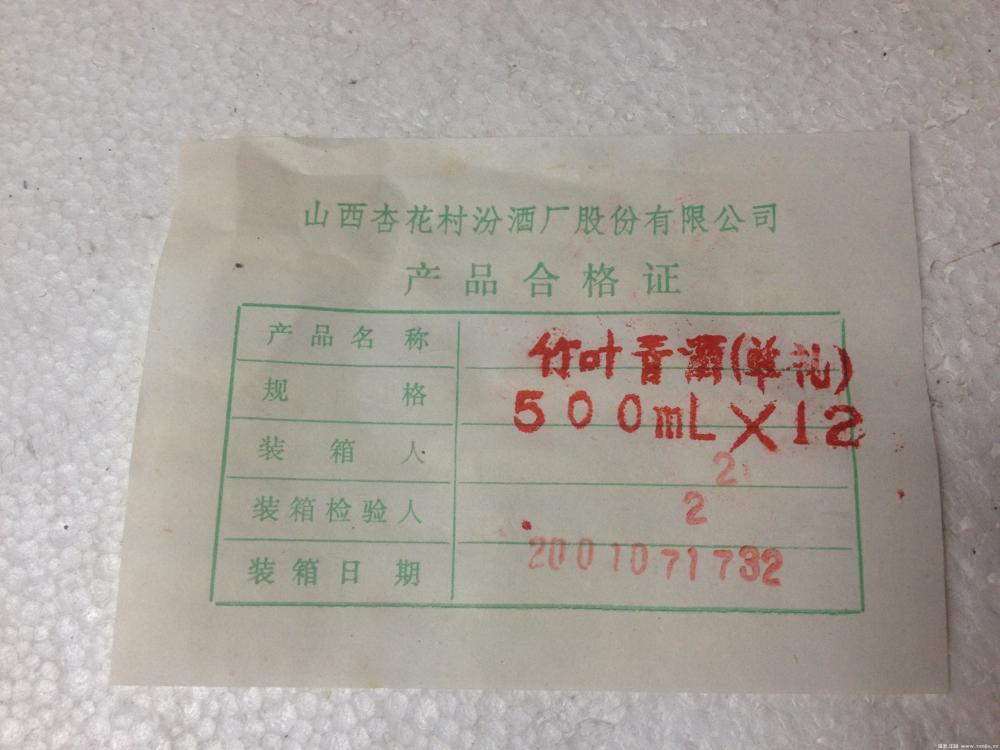 山西杏花村汾酒厂股份有限公司
产品合格证
产品名称 竹叶青酒(单礼)
规格 500mL×12
装箱人 2
装箱检验人 2
装箱日期 2001071732